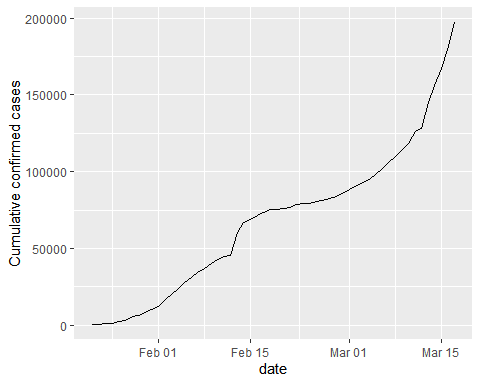 Cumulative confirmed cases
200000
150000
100000
50000
0
Feb 01
Feb 15
Mar 01
Mar 15
date